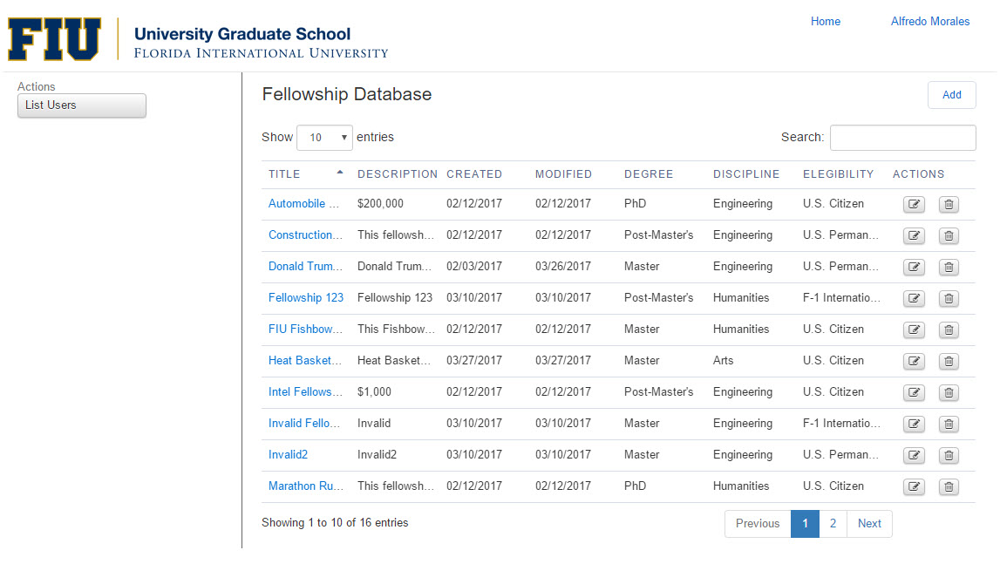 FIU University Graduate School Home Alfredo Morales
FLORIDA INTERNATIONAL UNIVERSITY
Actions
List Users
Fellowship Database Add
Show 10 entries Search:
TITLE DESCRIPTION CREATED MODIFIED DEGREE DISCIPLINE ELEGIBILITY ACTIONS
Automobile ... $200,000 02/12/2017 02/12/2017 PhD Engineering U.S. Citizen
Construction... This fellowsh... 02/12/2017 02/12/2017 Post-Master's Engineering U.S. Perman...
Donald Trum... Donald Trum... 02/03/2017 03/26/2017 Master Engineering U.S. Perman...
Fellowship 123 Fellowship 123 03/10/2017 03/10/2017 Post-Master's Humanities F-1 Internatio...
FIU Fishbow... This Fishbow... 02/12/2017 02/12/2017 Master Humanities U.S. Citizen
Heat Basket... Heat Basket... 03/27/2017 03/27/2017 Master Arts U.S. Citizen
Intel Fellows... $1,000 02/12/2017 02/12/2017 Post-Master's Engineering U.S. Citizen
Invalid Fello... Invalid 03/10/2017 03/10/2017 Master Engineering F-1 Internatio...
Invalid2 Invalid2 03/10/2017 03/10/2017 Master Engineering U.S. Perman...
Marathon Ru... This fellowsh... 02/12/2017 02/12/2017 PhD Humanities U.S. Citizen
Showing 1 to 10 of 16 entries Previous 1 2 Next